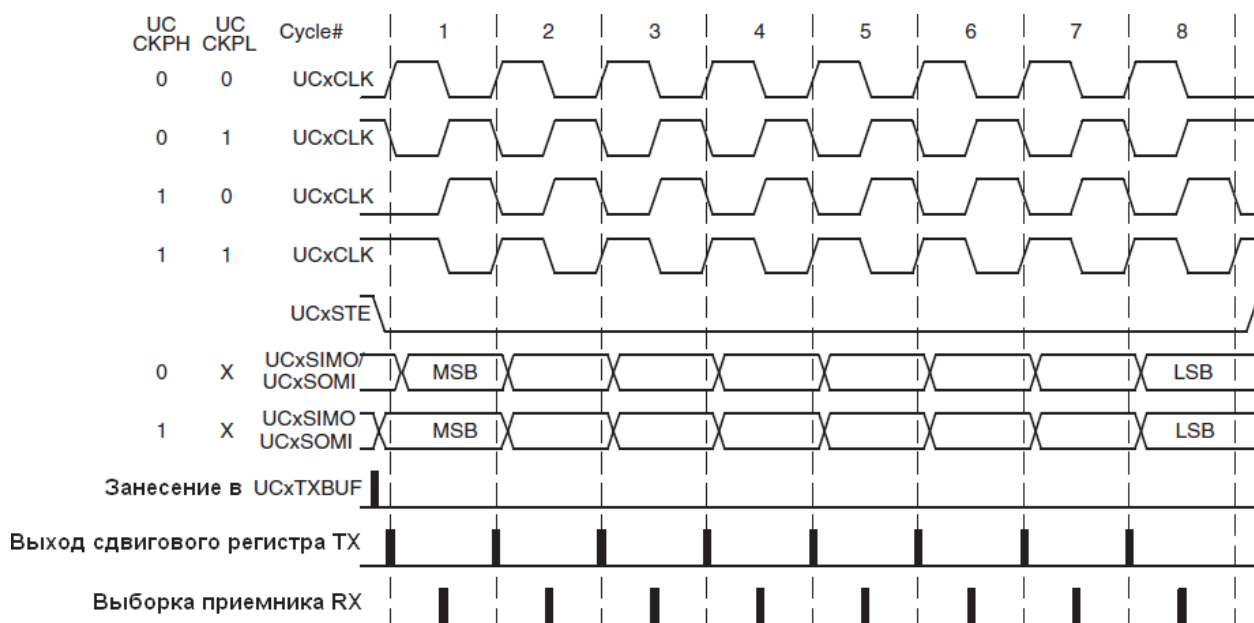 UC CKPH UC CKPL Cycle# 1 2 3 4 5 6 7 8
0 0 UCxCLK
0 1 UCxCLK
1 0 UCxCLK
1 1 UCxCLK
UCxSTE
0 X UCxSIMO/ UCxSOMI MSB LSB
1 X UCxSIMO UCxSOMI MSB LSB
Занесение в UCxTXBUF
Выход сдвигового регистра TX
Выборка приемника RX